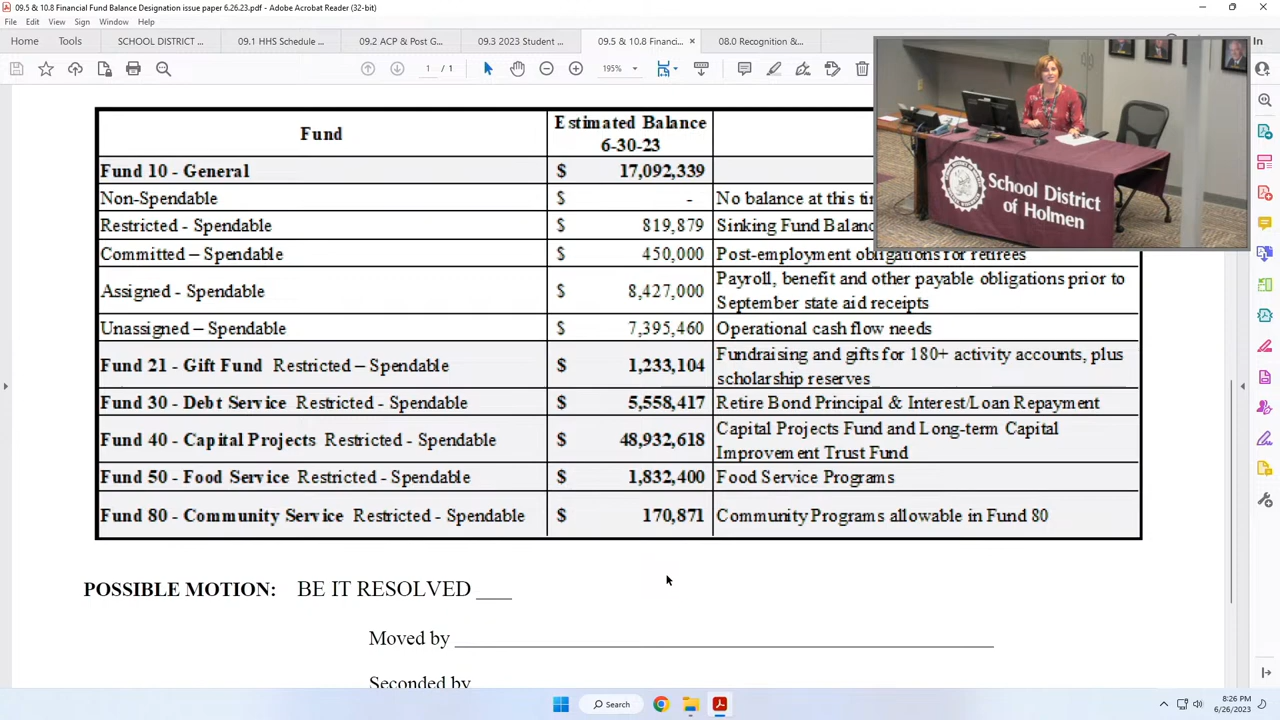 09.5 & 10.8 Financial Fund Balance Designation issue paper 6.26.23.pdf - Adobe Acrobat Reader (32-bit)
File Edit View Sign Window Help
Home Tools SCHOOL DISTRICT ... 09.1 HHS Schedule ... 09.2 ACP & Post G... 09.3 2023 Student ... 09.5 & 10.8 Financi... × 08.0 Recognition &... In
1 / 1 195%
Fund Estimated Balance
6-30-23
Fund 10 - General $ 17,092,339
Non-Spendable $ - No balance at this
Restricted - Spendable $ 819,879 Sinking Fund
Committed – Spendable $ 450,000 Post-employment obligations for retirees
Assigned - Spendable $ 8,427,000 Payroll, benefit and other payable obligations prior to
September state aid receipts
Unassigned – Spendable $ 7,395,460 Operational cash flow needs
Fund 21 - Gift Fund Restricted – Spendable $ 1,233,104 Fundraising and gifts for 180+ activity accounts, plus
scholarship reserves
Fund 30 - Debt Service Restricted - Spendable $ 5,558,417 Retire Bond Principal & Interest/Loan Repayment
Fund 40 - Capital Projects Restricted - Spendable $ 48,932,618 Capital Projects Fund and Long-term Capital
Improvement Trust Fund
Fund 50 - Food Service Restricted - Spendable $ 1,832,400 Food Service Programs
Fund 80 - Community Service Restricted - Spendable $ 170,871 Community Programs allowable in Fund 80
POSSIBLE MOTION: BE IT RESOLVED ____
Moved by ____
Seconded by
School District
of Holmen
Search
8:26 PM
6/26/2023